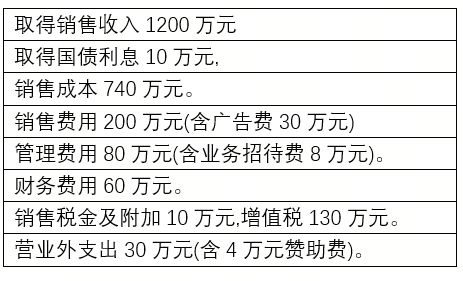 取得销售收入 1200 万元
取得国债利息 10 万元,
销售成本 740 万元。
销售费用 200 万元(含广告费 30 万元)
管理费用 80 万元(含业务招待费 8 万元)。
财务费用 60 万元。
销售税金及附加 10 万元,增值税 130 万元。
营业外支出 30 万元(含 4 万元赞助费)。